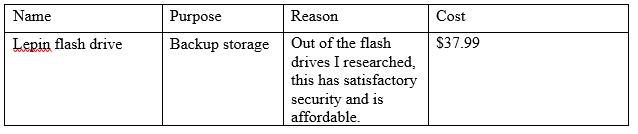 Name Purpose Reason Cost
Lepin flash drive Backup storage Out of the flash $37.99
drives I researched,
this has satisfactory
security and is
affordable.